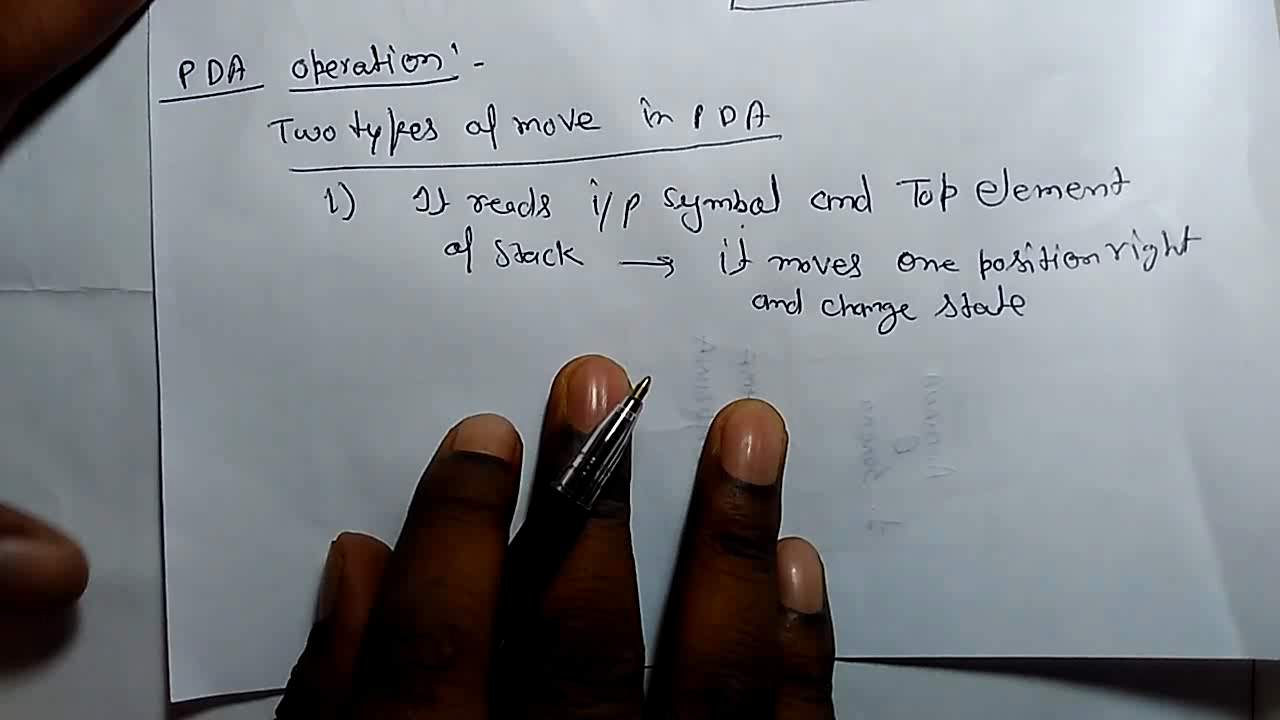 PDA operation:-
Two types of move in PDA
1) It reads i/p symbol and Top element
of stack → it moves one position right
and change state